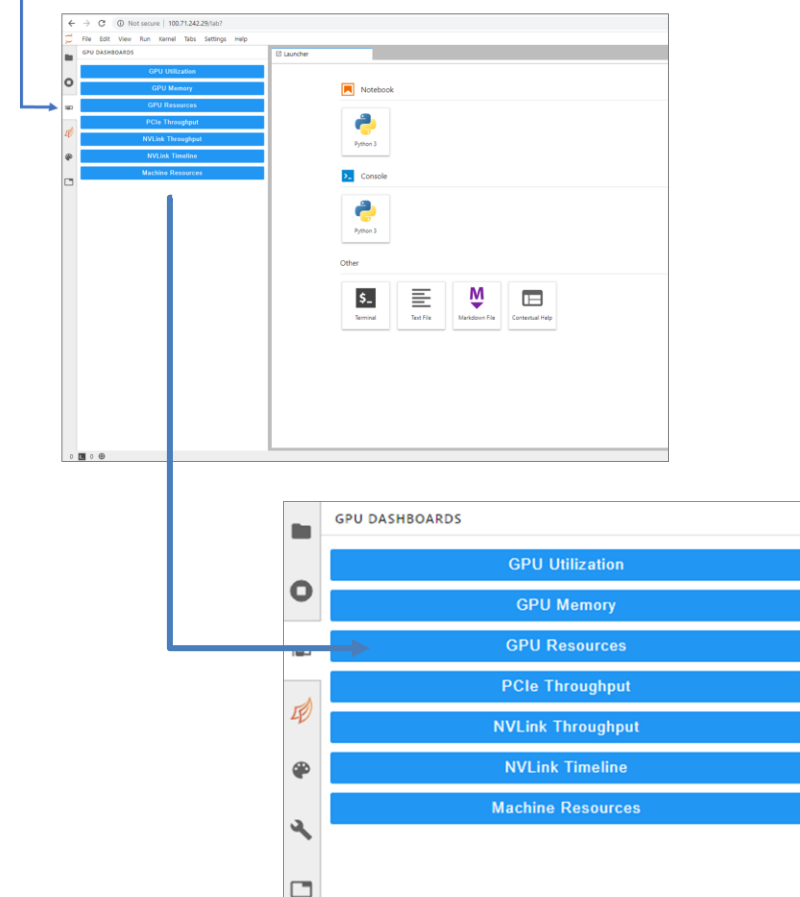 Not secure | 100.71.242.29/lab?
File Edit View Run Kernel Tabs Settings Help
GPU DASHBOARDS
GPU Utilization
GPU Memory
GPU Resources
PCIe Throughput
NVLink Throughput
NVLink Timeline
Machine Resources
Launcher
Notebook
Python 3
Console
Python 3
Other
$_
M
Terminal
Text File
Markdown File
Contextual Help
0 0
GPU DASHBOARDS
GPU Utilization
GPU Memory
GPU Resources
PCIe Throughput
NVLink Throughput
NVLink Timeline
Machine Resources